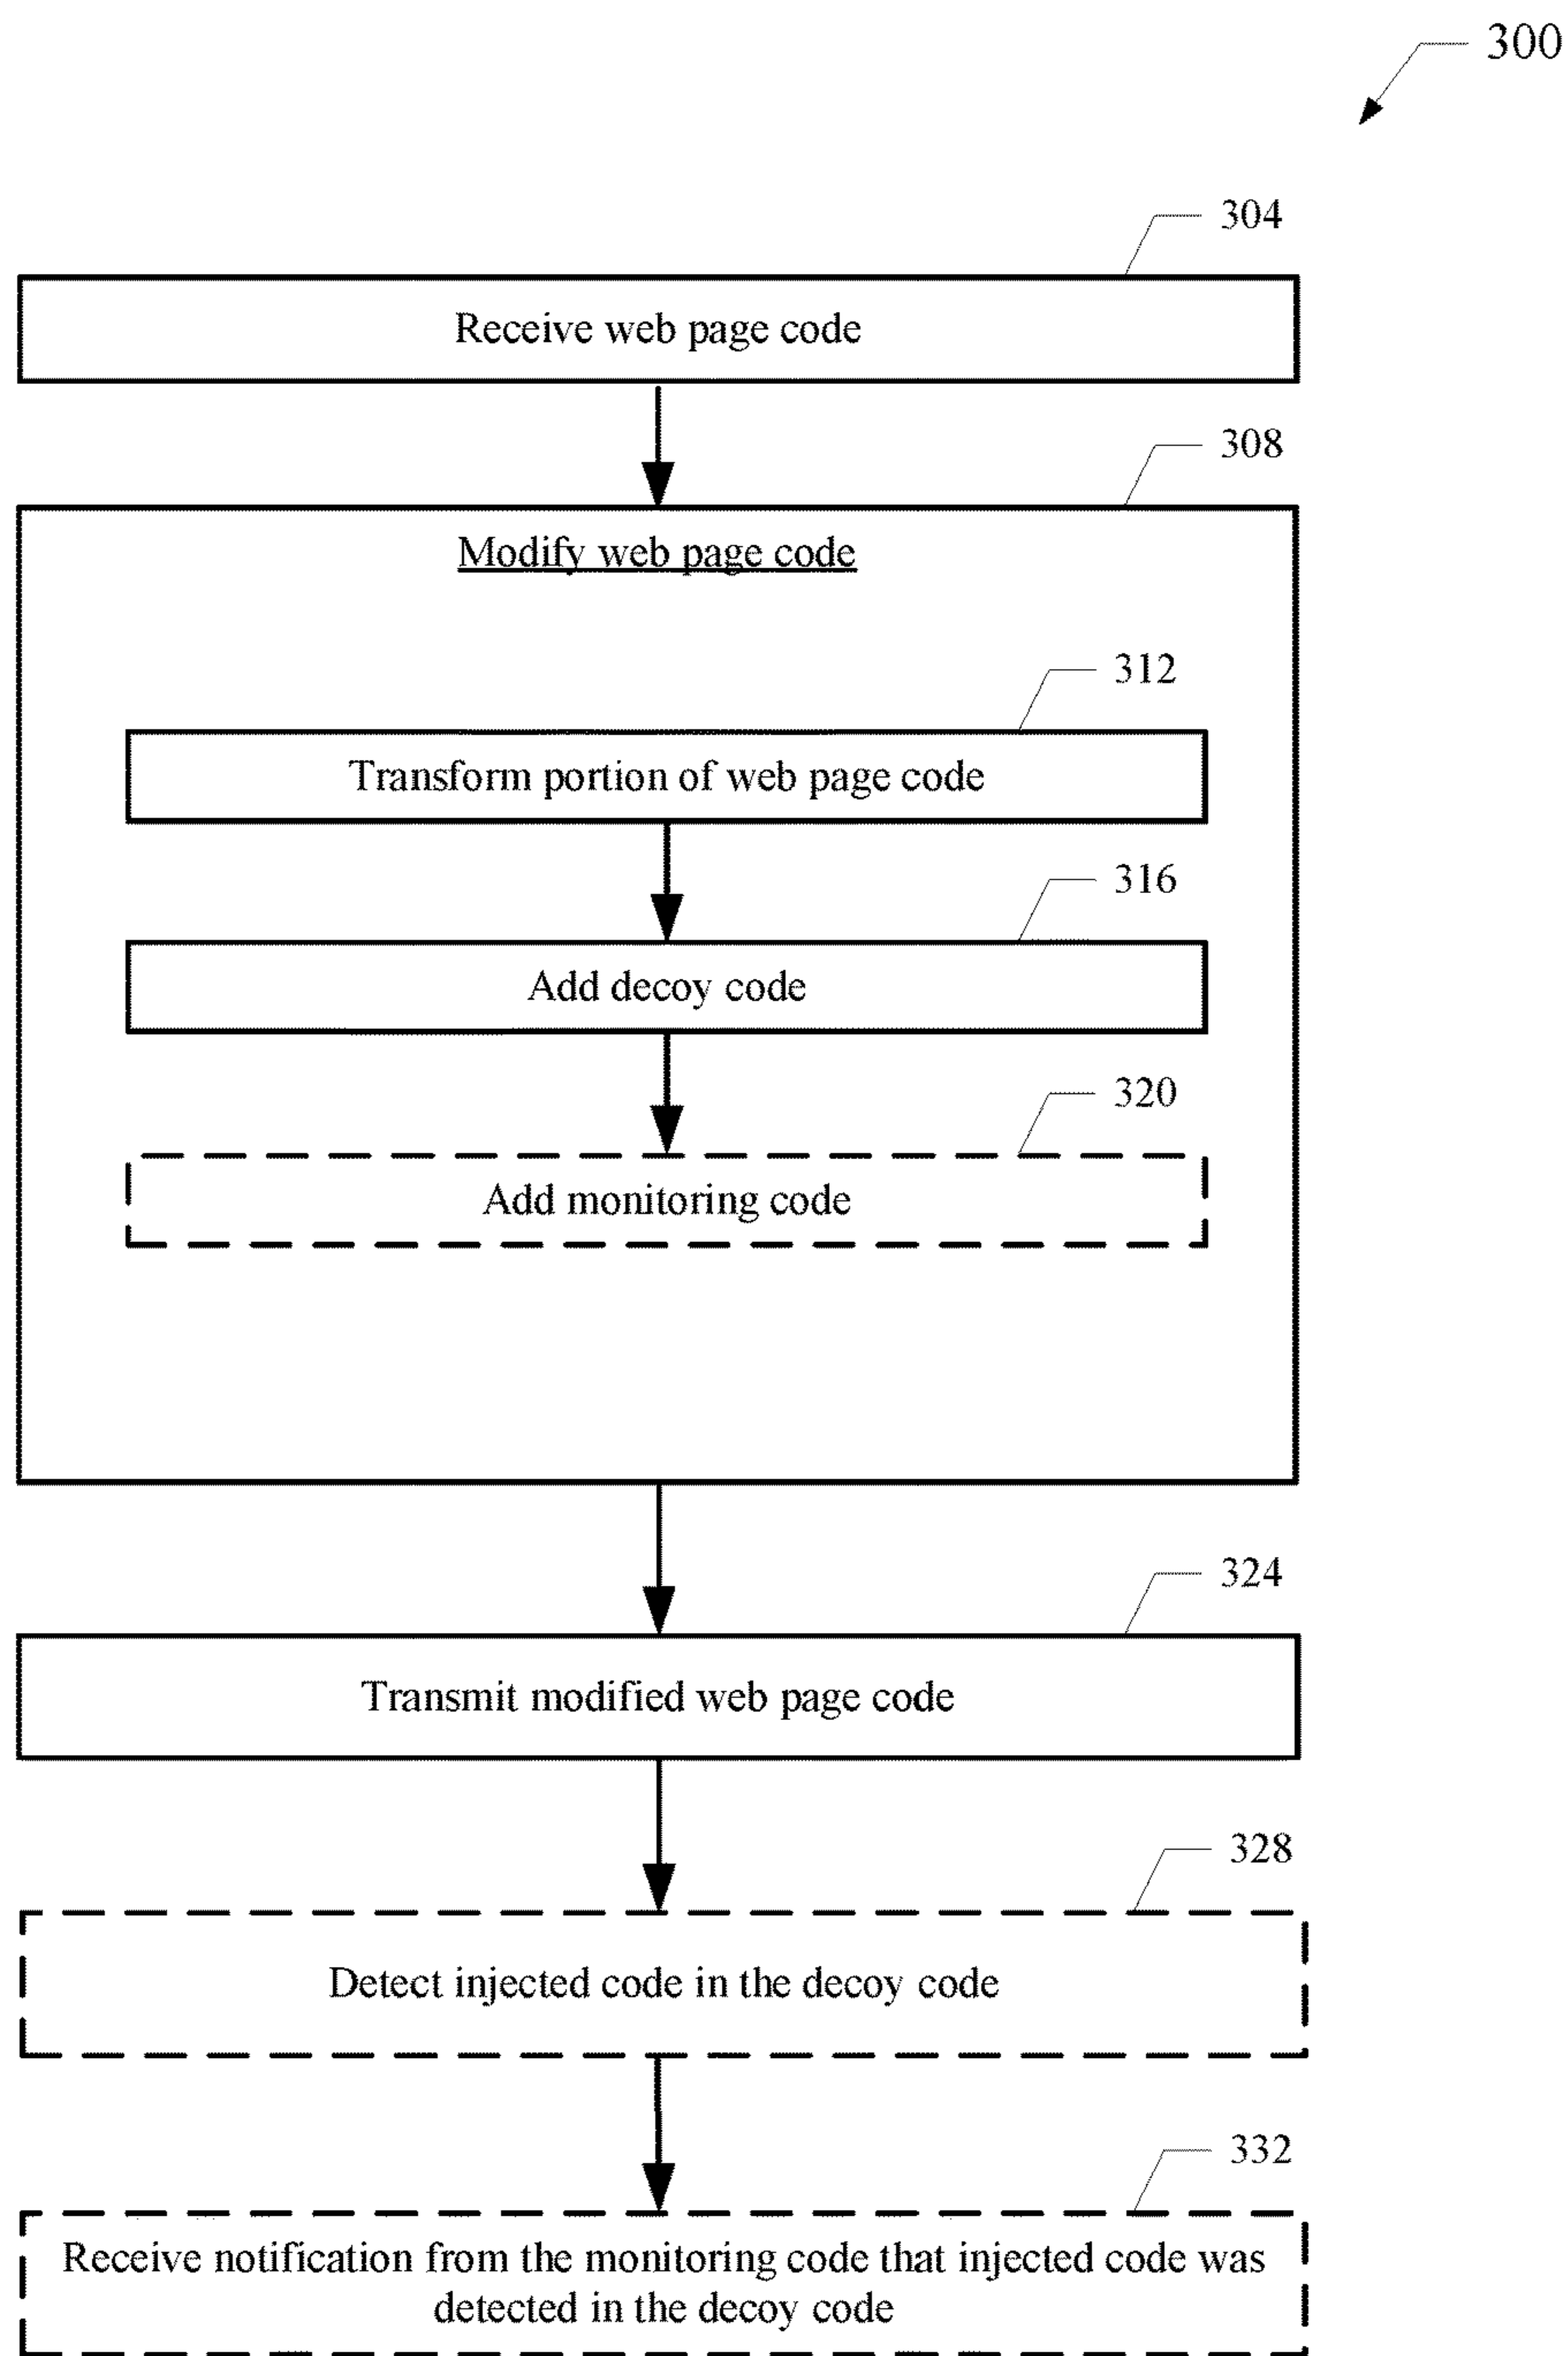 300
304
Receive web page code
308
Modify web page code
312
Transform portion of web page code
316
Add decoy code
320
Add monitoring code
324
Transmit modified web page code
328
Detect injected code in the decoy code
332
Receive notification from the monitoring code that injected code was
detected in the decoy code